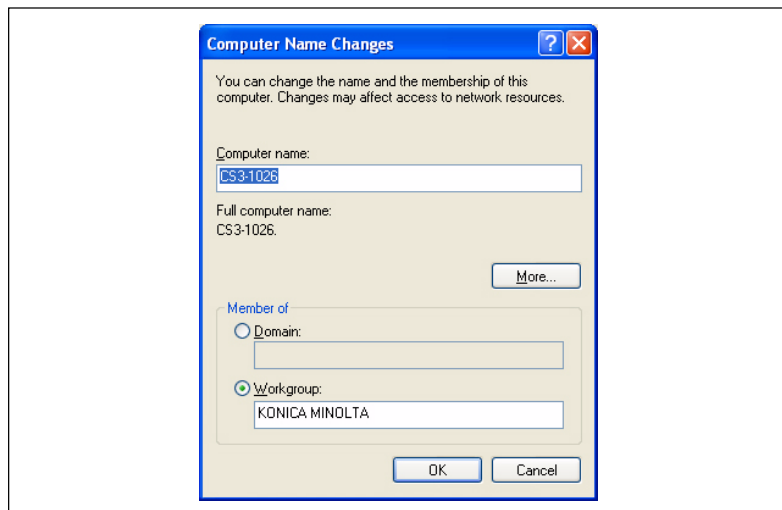 Computer Name Changes
You can change the name and the membership of this
computer. Changes may affect access to network resources.
Computer name:
CS3-1026
Full computer name:
CS3-1026.
More...
Member of
Domain:
Workgroup:
KONICA MINOLTA
OK Cancel